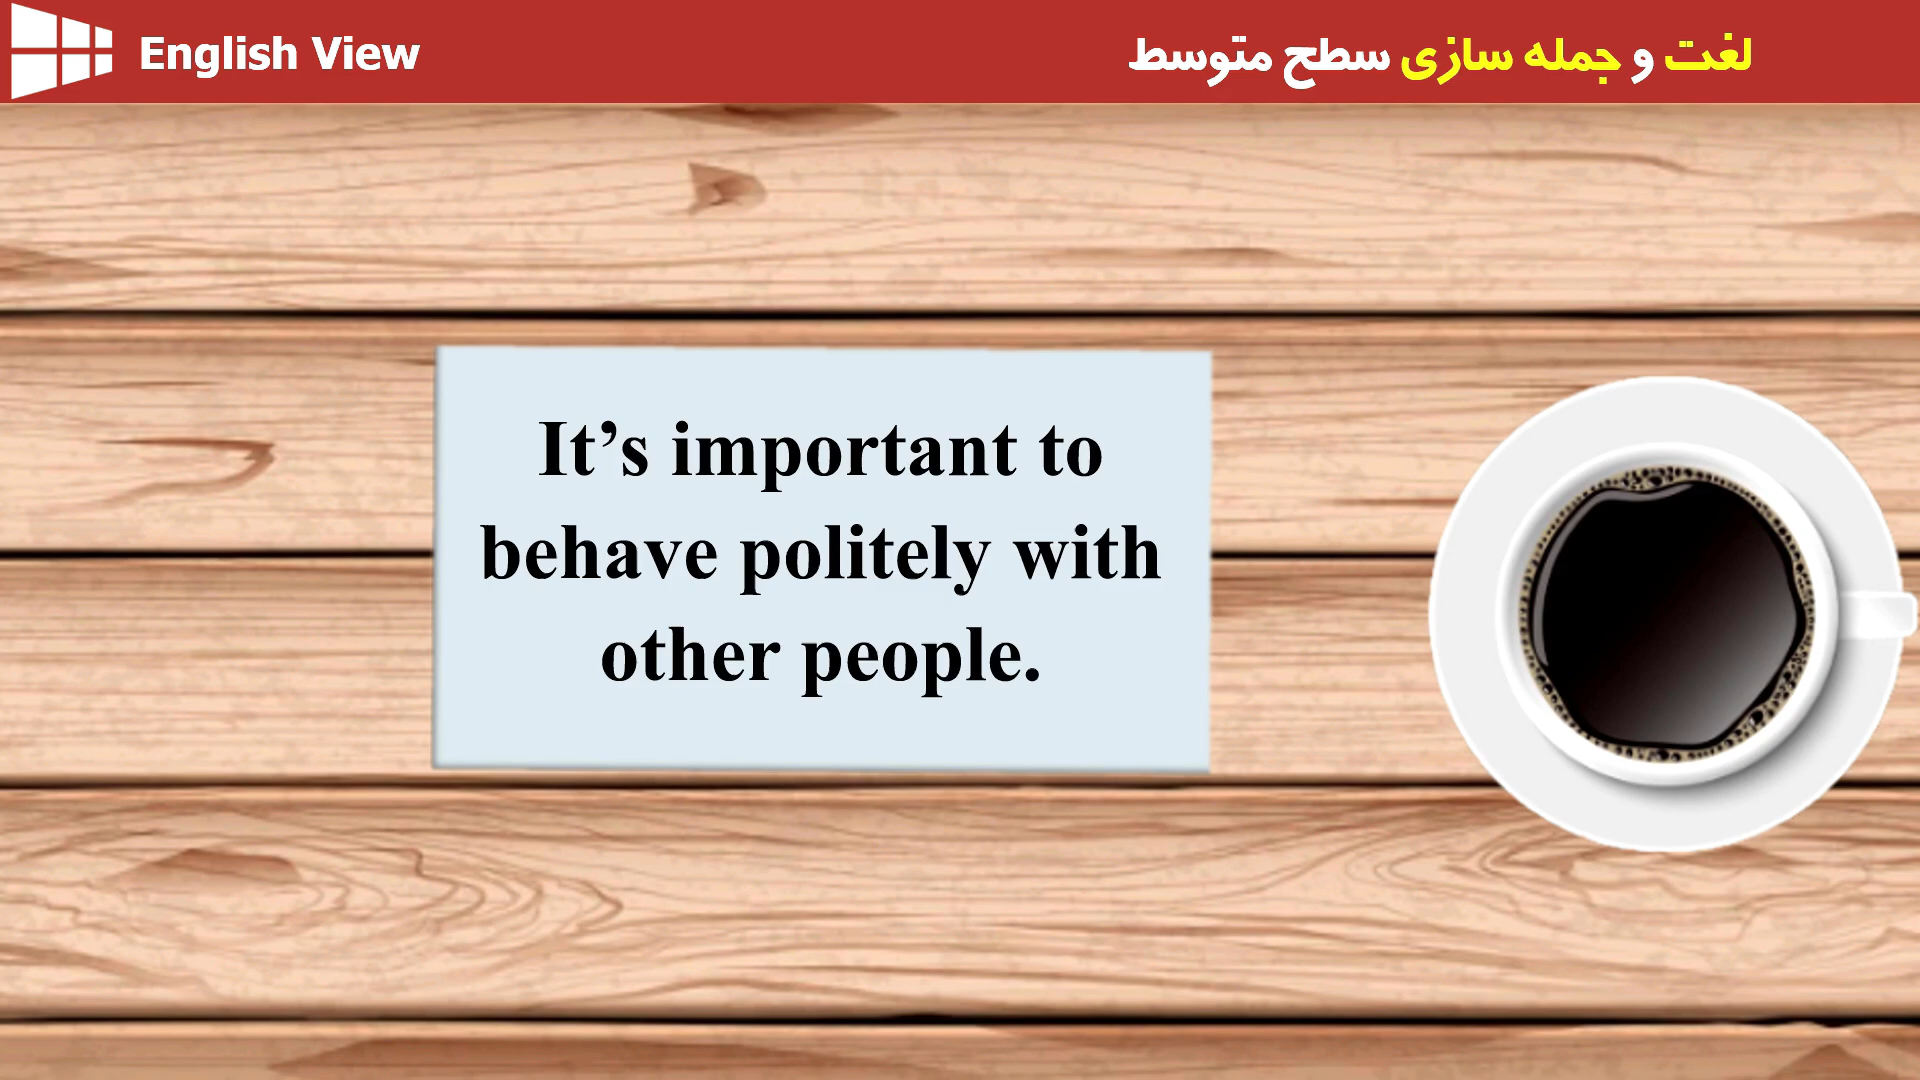 English View
لغت و جمله سازی سطح متوسط
It’s important to
behave politely with
other people.